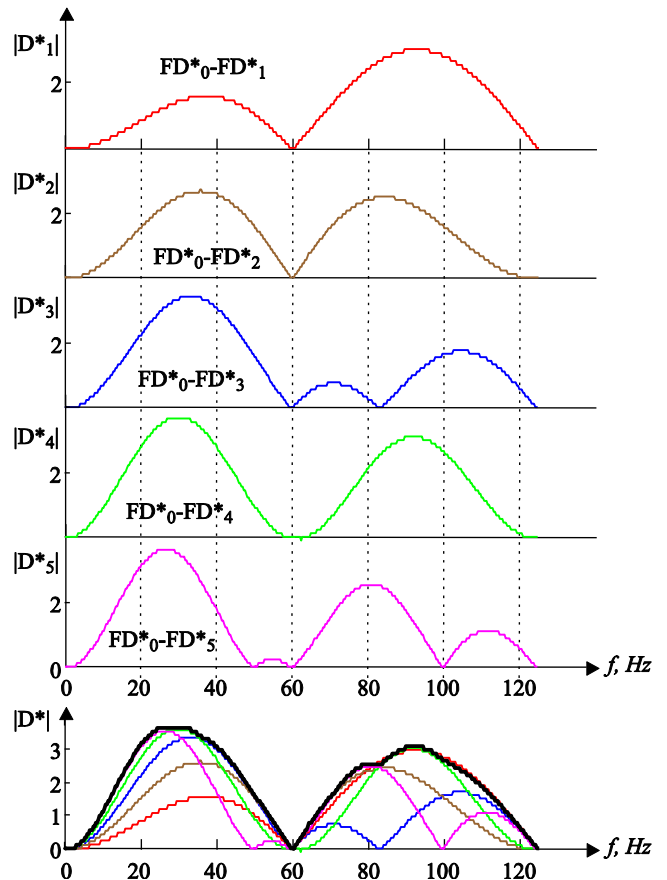 |D*1|
2
FD*0-FD*1
|D*2|
2
FD*0-FD*2
|D*3|
2
FD*0-FD*3
|D*4|
2
FD*0-FD*4
|D*5|
2
FD*0-FD*5
0
0 20 40 60 80 100 120 f, Hz
|D*|
3
2
1
0
0 20 40 60 80 100 120 f, Hz